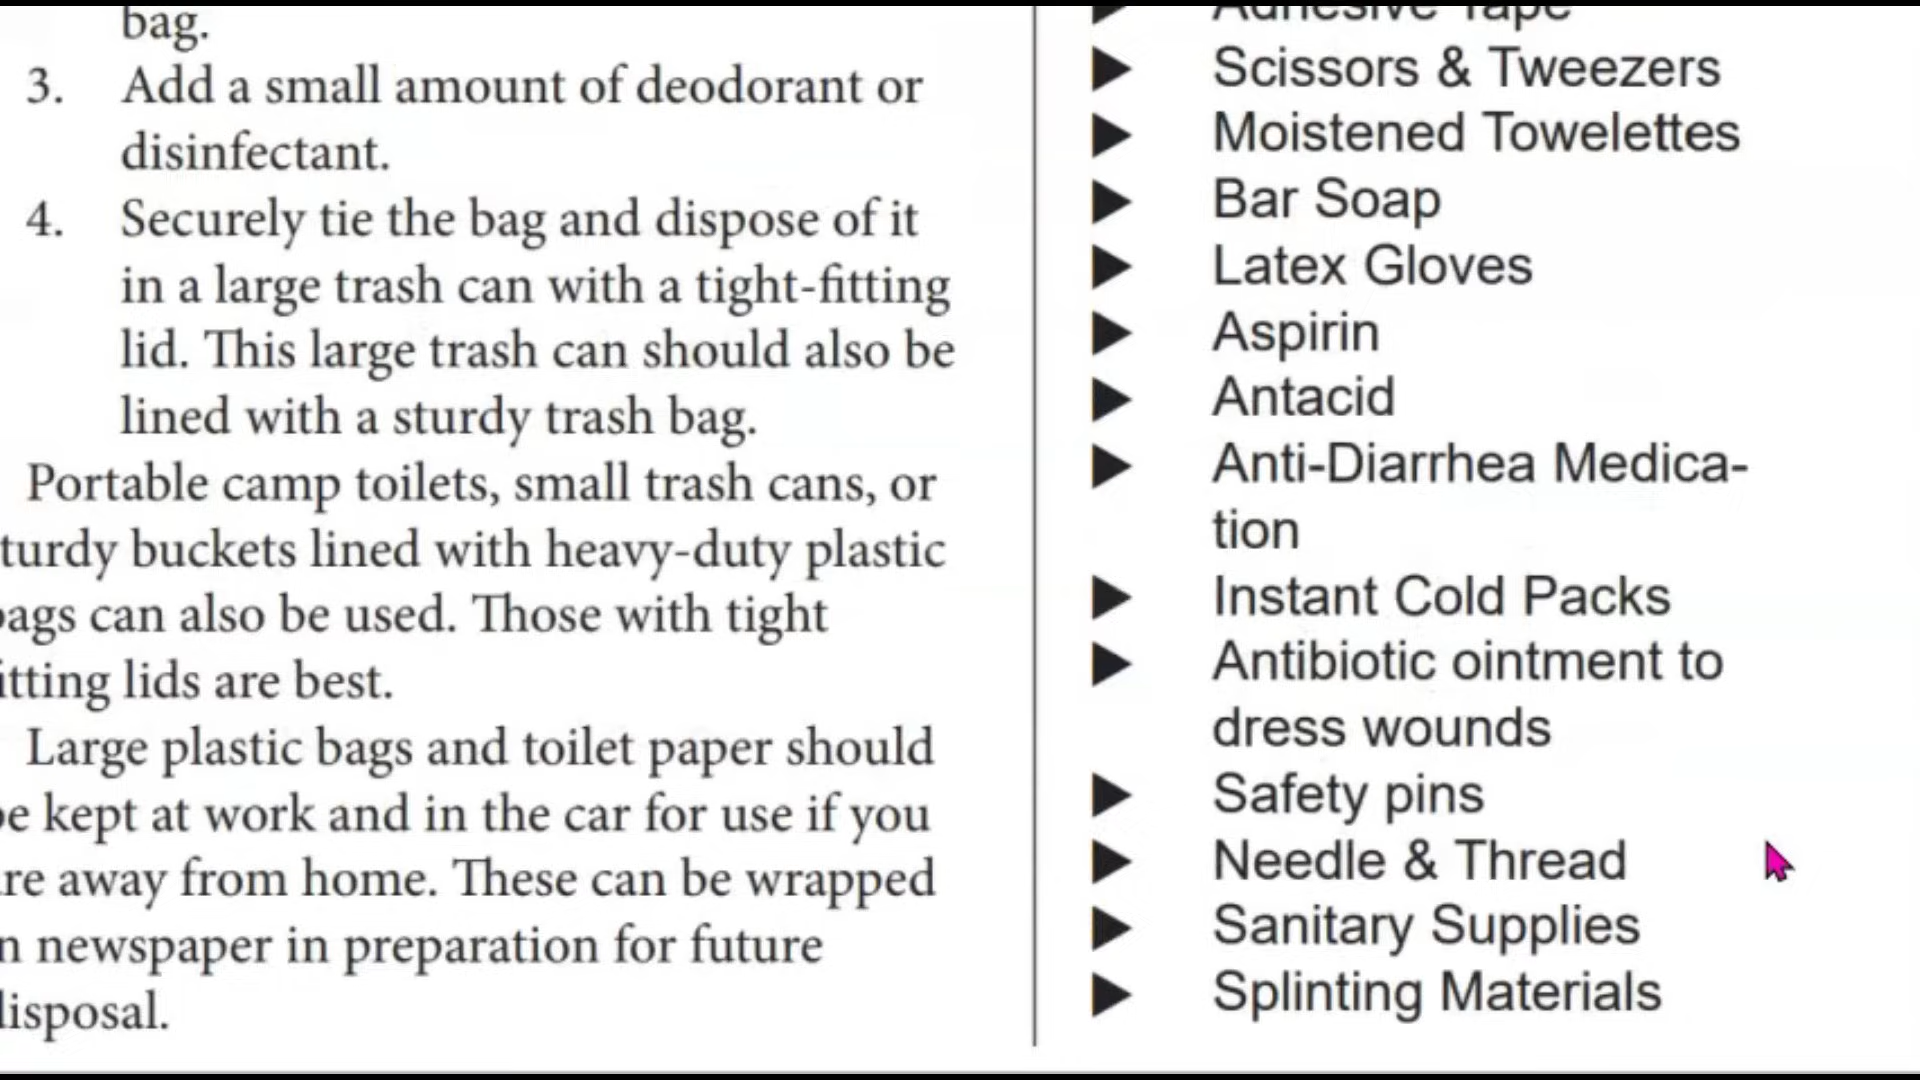 bag.
3. Add a small amount of deodorant or
disinfectant.
4. Securely tie the bag and dispose of it
in a large trash can with a tight-fitting
lid. This large trash can should also be
lined with a sturdy trash bag.
Portable camp toilets, small trash cans, or
turdy buckets lined with heavy-duty plastic
ags can also be used. Those with tight
itting lids are best.
Large plastic bags and toilet paper should
e kept at work and in the car for use if you
re away from home. These can be wrapped
n newspaper in preparation for future
isposal.
Adhesive Tape
▶ Scissors & Tweezers
▶ Moistened Towelettes
▶ Bar Soap
▶ Latex Gloves
▶ Aspirin
▶ Antacid
▶ Anti-Diarrhea Medica-
tion
▶ Instant Cold Packs
▶ Antibiotic ointment to
dress wounds
▶ Safety pins
▶ Needle & Thread
▶ Sanitary Supplies
▶ Splinting Materials